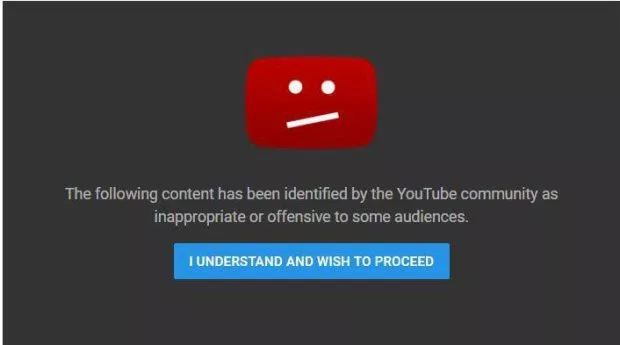 The following content has been identified by the YouTube community as
inappropriate or offensive to some audiences.
I UNDERSTAND AND WISH TO PROCEED